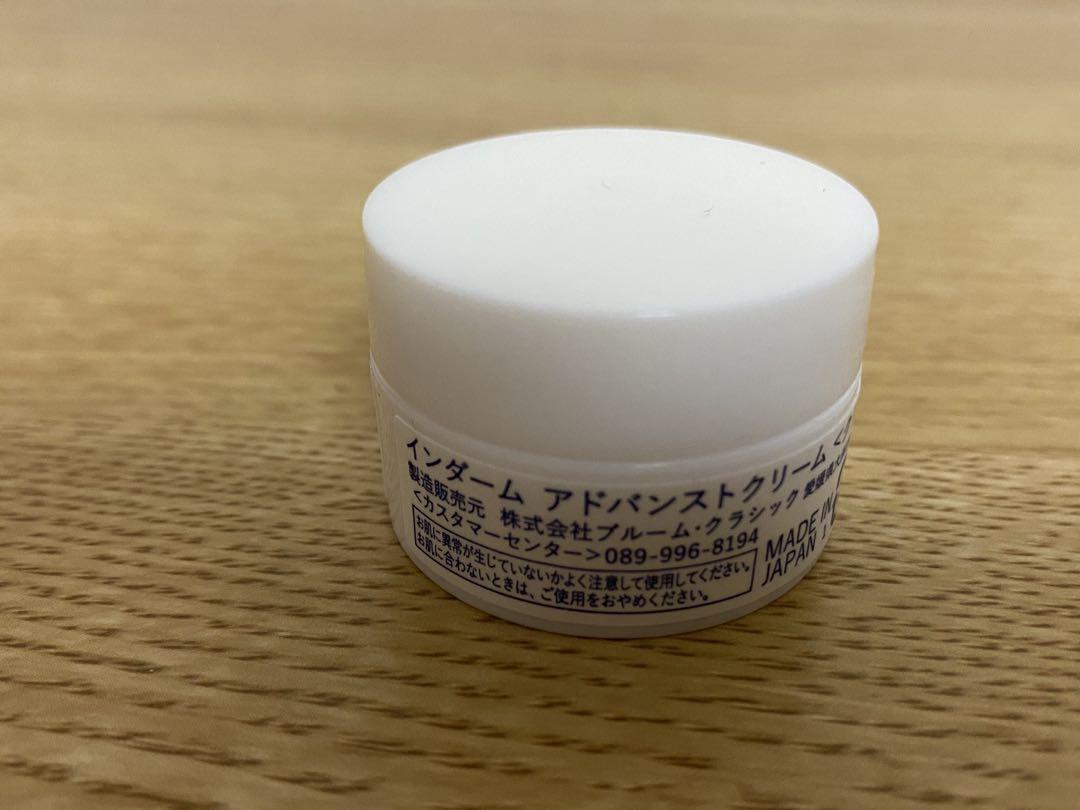 インダーム アドバンストクリーム <
製造販売元 株式会社ブルーム・クラシック 愛媛県
<カスタマーセンター>089-996-8194
お肌に異常が生じていないかよく注意して使用してください。
お肌に合わないときは、ご使用をおやめください。
MADE IN
JAPAN